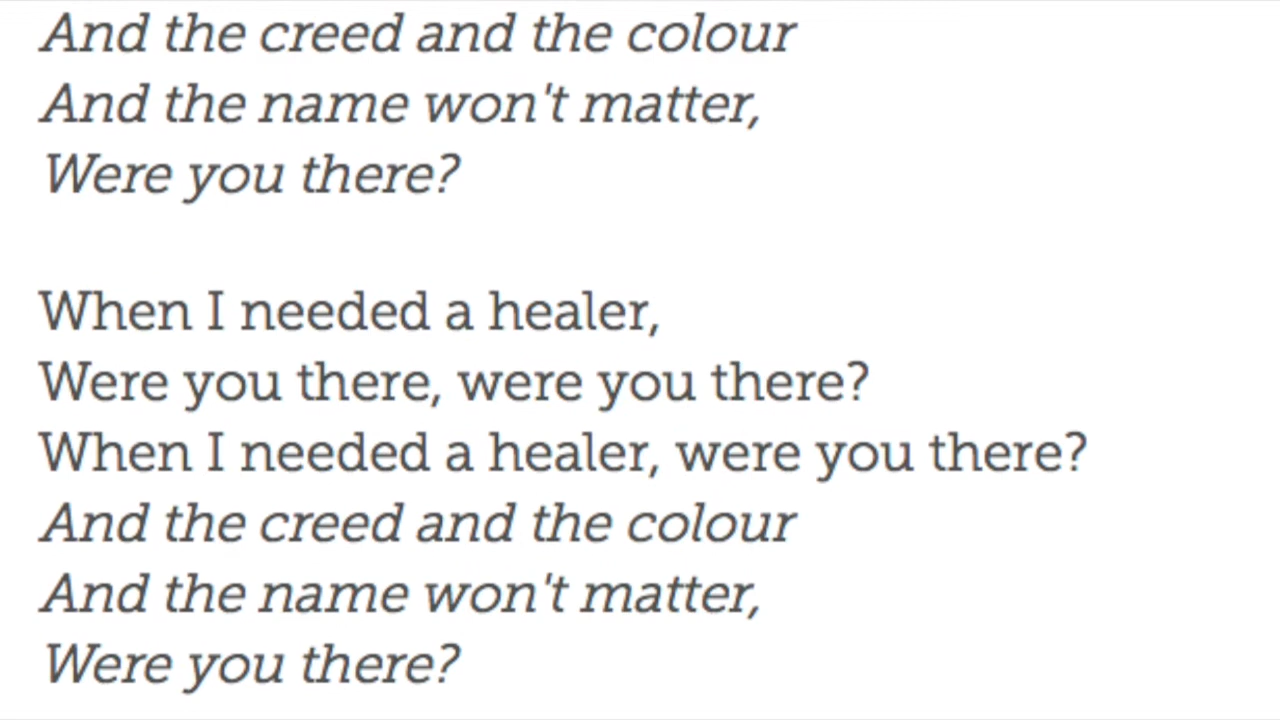 And the creed and the colour
And the name won't matter,
Were you there?
When I needed a healer,
Were you there, were you there?
When I needed a healer, were you there?
And the creed and the colour
And the name won't matter,
Were you there?